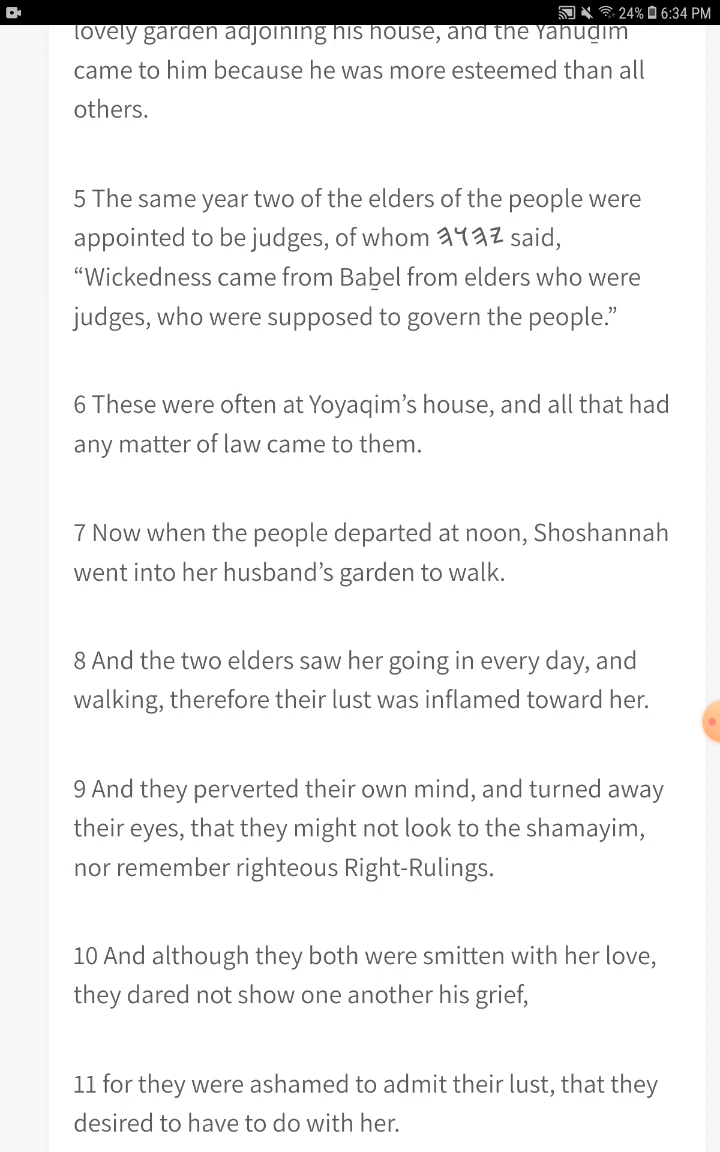 24% 6:34 PM
lovely garden adjoining his house, and the Yahuḏim
came to him because he was more esteemed than all
others.
5 The same year two of the elders of the people were
appointed to be judges, of whom 𐤉𐤄𐤅𐤄 said,
“Wickedness came from Baḇel from elders who were
judges, who were supposed to govern the people.”
6 These were often at Yoyaqim’s house, and all that had
any matter of law came to them.
7 Now when the people departed at noon, Shoshannah
went into her husband’s garden to walk.
8 And the two elders saw her going in every day, and
walking, therefore their lust was inflamed toward her.
9 And they perverted their own mind, and turned away
their eyes, that they might not look to the shamayim,
nor remember righteous Right-Rulings.
10 And although they both were smitten with her love,
they dared not show one another his grief,
11 for they were ashamed to admit their lust, that they
desired to have to do with her.